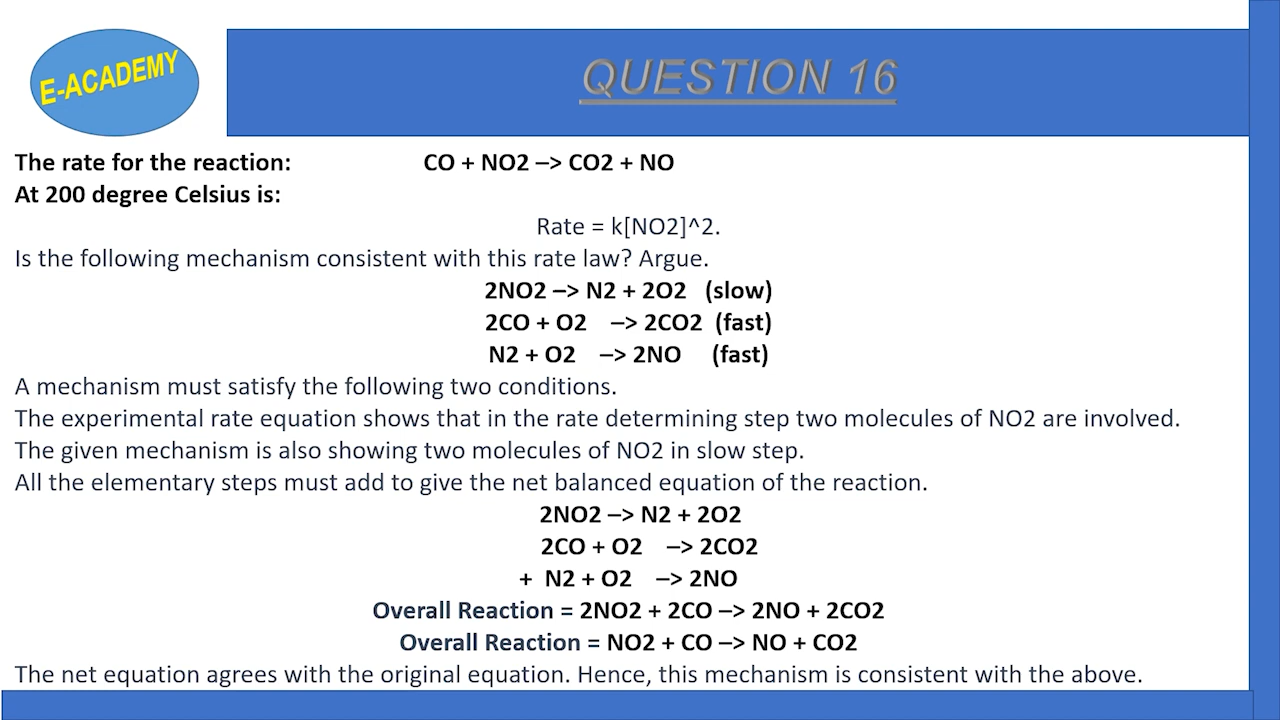 E-ACADEMY
QUESTION 16
The rate for the reaction: CO + NO2 –> CO2 + NO
At 200 degree Celsius is:
Rate = k[NO2]^2.
Is the following mechanism consistent with this rate law? Argue.
2NO2 –> N2 + 2O2 (slow)
2CO + O2 –> 2CO2 (fast)
N2 + O2 –> 2NO (fast)
A mechanism must satisfy the following two conditions.
The experimental rate equation shows that in the rate determining step two molecules of NO2 are involved.
The given mechanism is also showing two molecules of NO2 in slow step.
All the elementary steps must add to give the net balanced equation of the reaction.
2NO2 –> N2 + 2O2
2CO + O2 –> 2CO2
+ N2 + O2 –> 2NO
Overall Reaction = 2NO2 + 2CO –> 2NO + 2CO2
Overall Reaction = NO2 + CO –> NO + CO2
The net equation agrees with the original equation. Hence, this mechanism is consistent with the above.